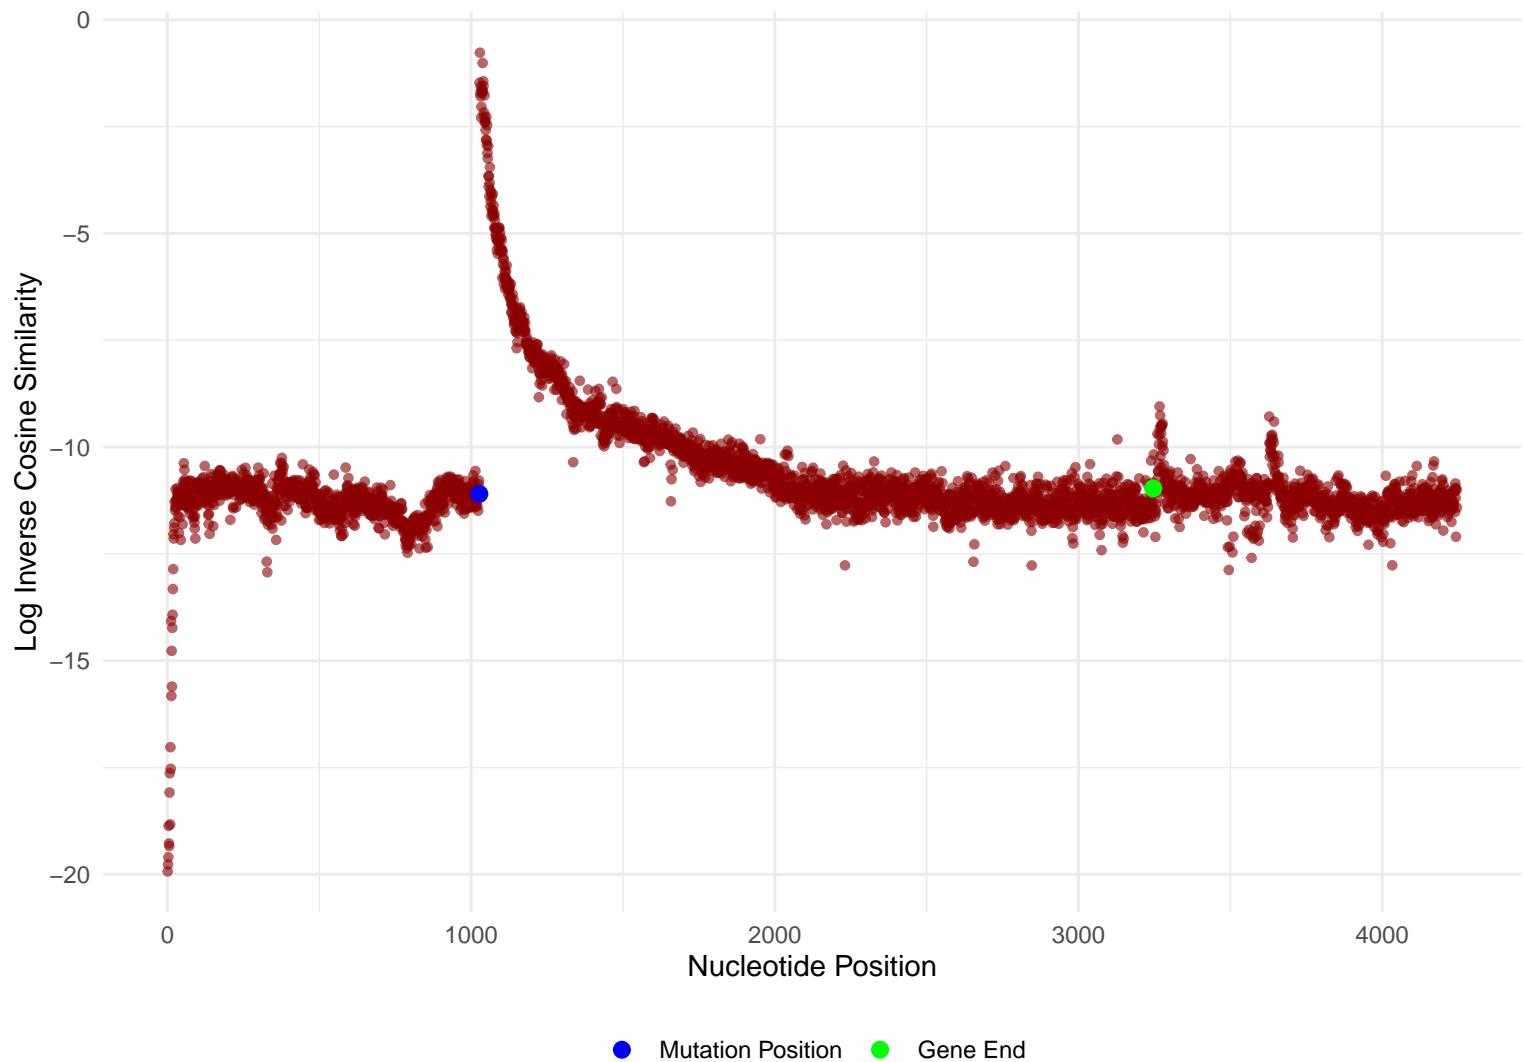 0
−5
−10
−15
−20
Log Inverse Cosine Similarity
0 1000 2000 3000 4000
Nucleotide Position
Mutation Position Gene End